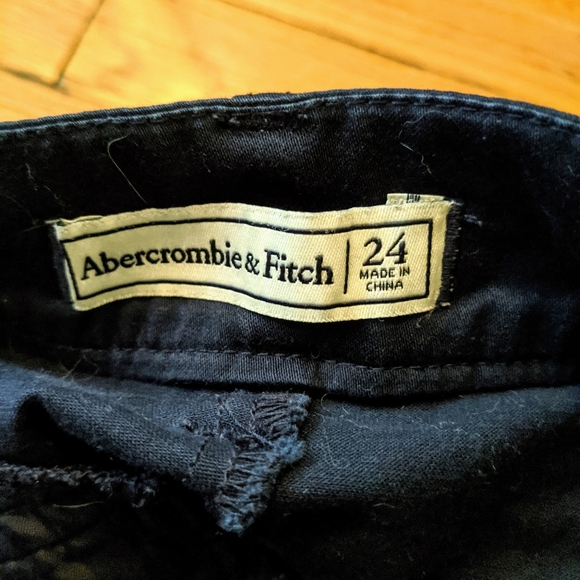 Abercrombie & Fitch
24
MADE IN
CHINA